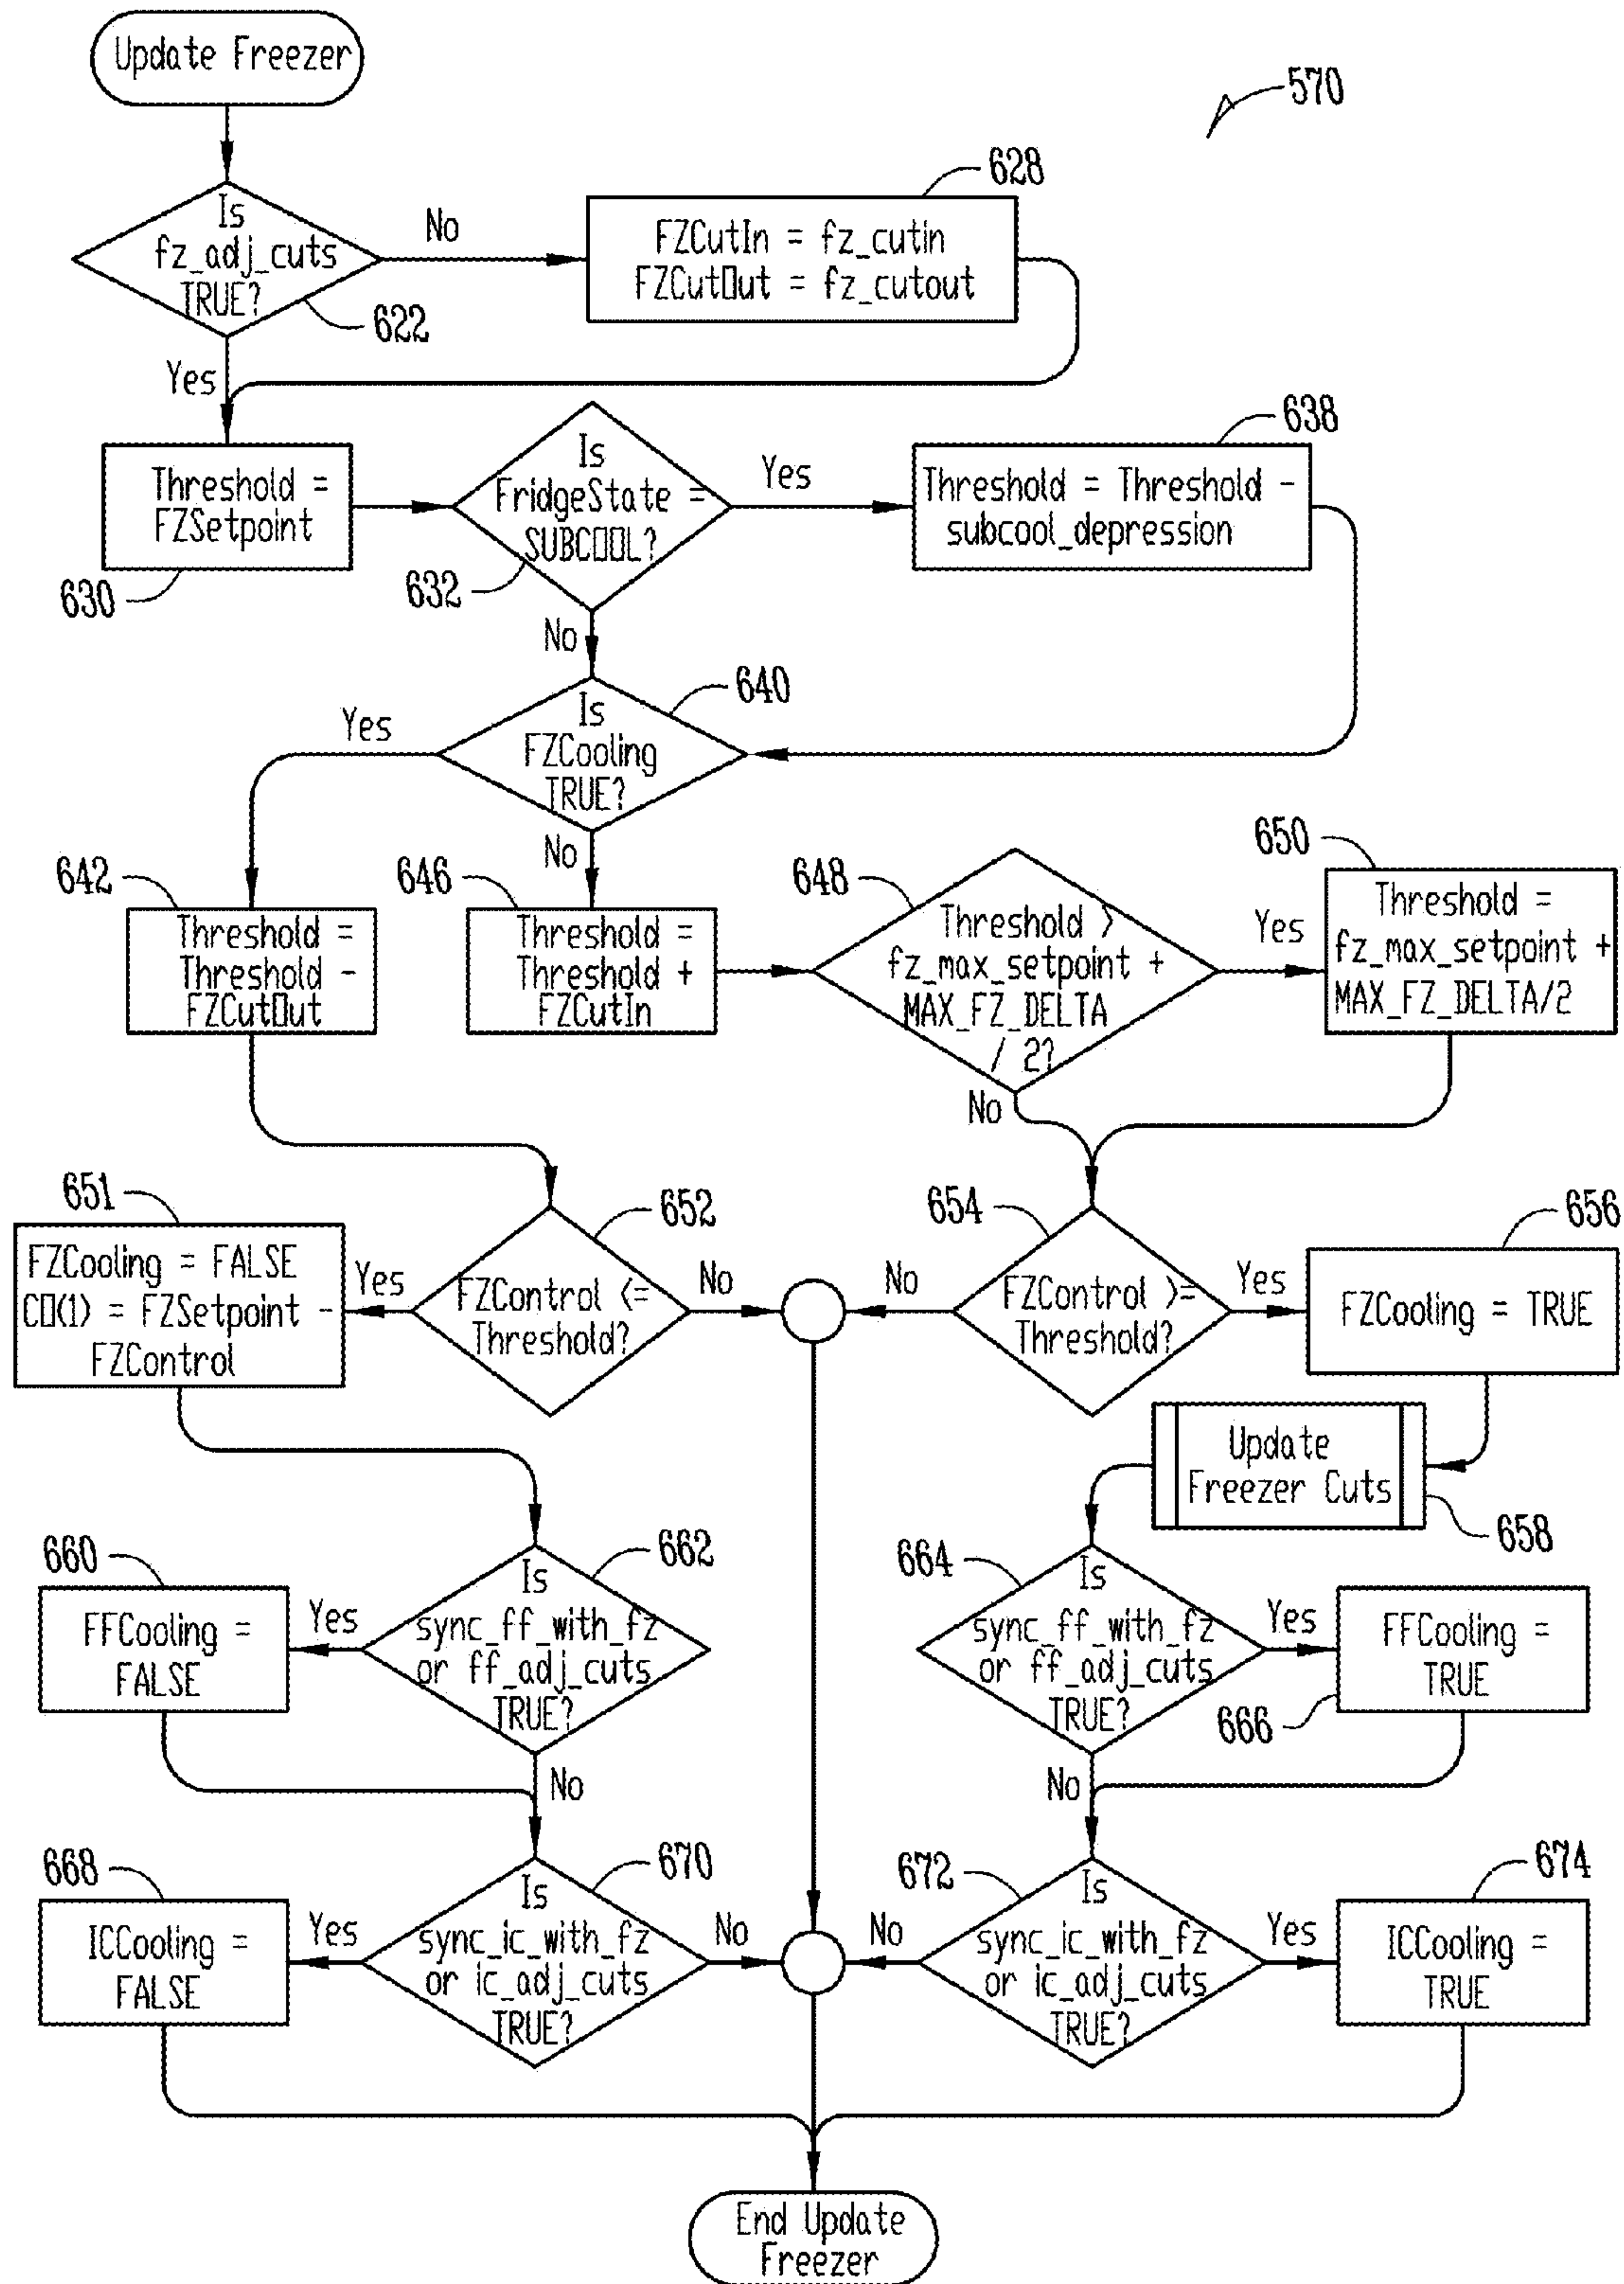 Update Freezer
570
Is
fz_adj_cuts
TRUE?
622
No
Yes
628
FZCutIn = fz_cutin
FZCutOut = fz_cutout
Threshold =
FZSetpoint
630
Is
FridgeState =
SUBCOOL?
632
Yes
No
638
Threshold = Threshold -
subcool_depression
640
Is
FZCooling
TRUE?
Yes
No
642
Threshold =
Threshold -
FZCutOut
646
Threshold =
Threshold +
FZCutIn
648
Threshold >
fz_max_setpoint +
MAX_FZ_DELTA
/ 2?
Yes
No
650
Threshold =
fz_max_setpoint +
MAX_FZ_DELTA/2
651
FZCooling = FALSE
CO(1) = FZSetpoint -
FZControl
Yes
652
FZControl <=
Threshold?
No
No
654
FZControl >=
Threshold?
Yes
656
FZCooling = TRUE
Update
Freezer Cuts
658
660
FFCooling =
FALSE
Yes
662
Is
sync_ff_with_fz
or ff_adj_cuts
TRUE?
No
664
Is
sync_ff_with_fz
or ff_adj_cuts
TRUE?
Yes
No
FFCooling =
TRUE
666
668
ICCooling =
FALSE
Yes
670
Is
sync_ic_with_fz
or ic_adj_cuts
TRUE?
No
No
672
Is
sync_ic_with_fz
or ic_adj_cuts
TRUE?
Yes
674
ICCooling =
TRUE
End Update
Freezer